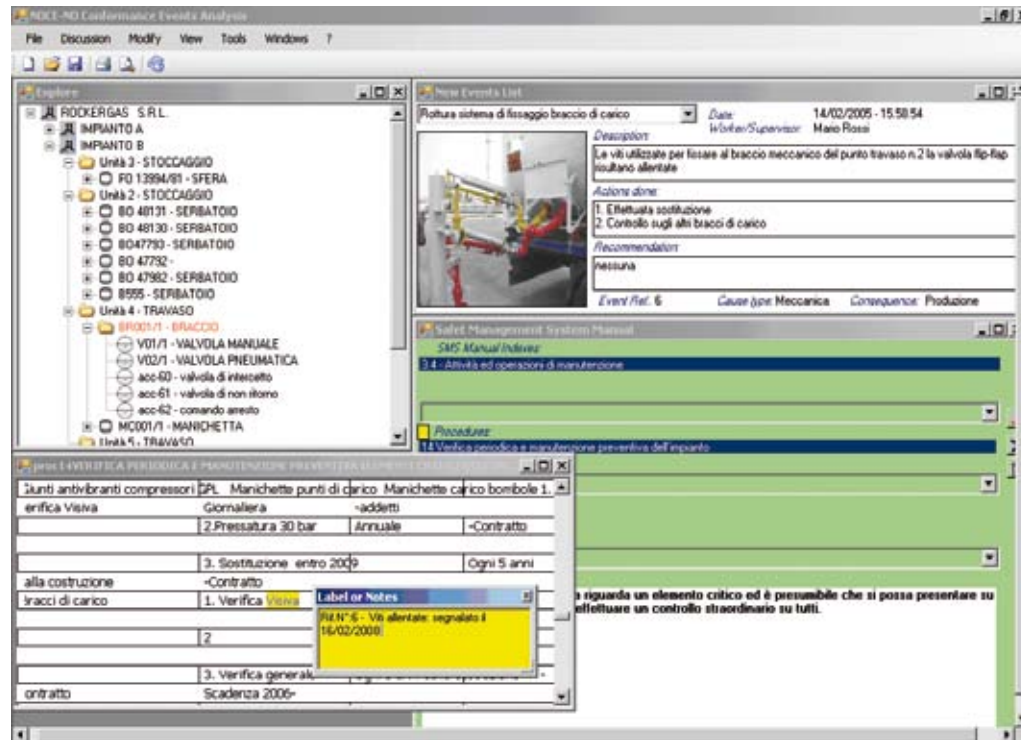 NOCE-NO Conformance Events Analysis
File Discussion Modify View Tools Windows ?
Explore
ROCKERGAS S.R.L.
IMPIANTO A
IMPIANTO B
Unità 3 - STOCCAGGIO
FO 13994/81 - SFERA
Unità 2 - STOCCAGGIO
BO 48131 - SERBATOIO
BO 48130 - SERBATOIO
BO47793 - SERBATOIO
BO 47792 -
BO 47982 - SERBATOIO
B555 - SERBATOIO
Unità 4 - TRAVASO
BR001/1 - BRACCIO
V01/1 - VALVOLA MANUALE
V02/1 - VALVOLA PNEUMATICA
acc-60 - valvola di intercetto
acc-61 - valvola di non ritorno
acc-62 - comando arresto
MC001/1 - MANICHETTA
Unità 5 - TRAVASO
New Events List
Rottura sistema di fissaggio braccio di carico
Date: 14/02/2005 - 15.58.54
Worker/Supervisor: Mario Rossi
Description:
Le viti utilizzate per fissare al braccio meccanico del punto travaso n.2 la valvola flip-flap
risultano allentate
Actions done:
1. Effettuata sostituzione
2. Controllo sugli altri bracci di carico
Recommendation:
nessuna
Event Ref. 6 Cause type: Meccanica Consequence: Produzione
Safet Management System Manual
SMS Manual Indexes:
3.4 - Attività ed operazioni di manutenzione
Procedures:
14 Verifica periodica e manutenzione preventiva dell'impianto
a riguarda un elemento critico ed è presumibile che si possa presentare su
effettuare un controllo straordinario su tutti.
proc14VERIFICA PERIODICA E MANUTENZIONE PREVENTIVA
Giunti antivibranti compressori GPL Manichette punti di carico Manichette carico bombole 1.
erifica Visiva Giornaliera -addetti
2.Pressatura 30 bar Annuale -Contratto
3. Sostituzione entro 2009 Ogni 5 anni
alla costruzione -Contratto
Bracci di carico 1. Verifica Visiva
2
3. Verifica generale
ontratto Scadenza 2006-
Label or Notes
Rif.N°:6 - Viti allentate: segnalato il
16/02/2008